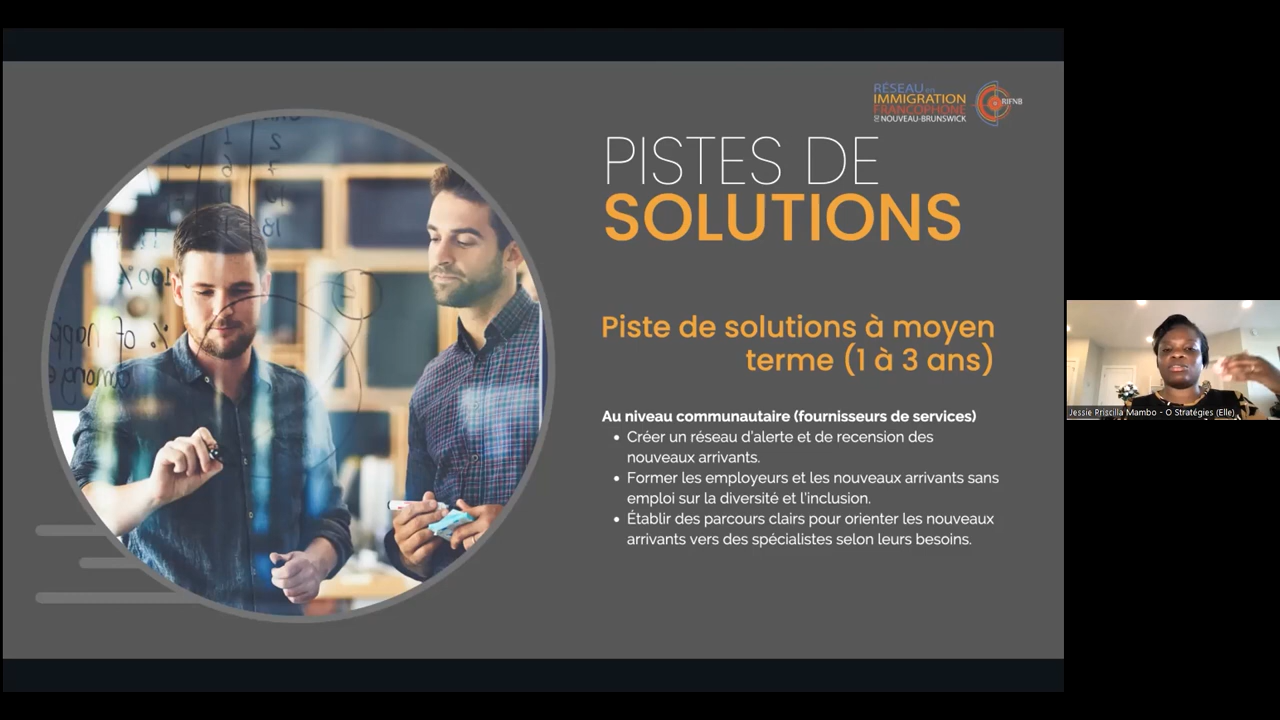 RÉSEAU en
IMMIGRATION
FRANCOPHONE
DU NOUVEAU-BRUNSWICK
RIFNB
PISTES DE
SOLUTIONS
Piste de solutions à moyen
terme (1 à 3 ans)
Au niveau communautaire (fournisseurs de services)
• Créer un réseau d'alerte et de recension des
nouveaux arrivants.
• Former les employeurs et les nouveaux arrivants sans
emploi sur la diversité et l'inclusion.
• Établir des parcours clairs pour orienter les nouveaux
arrivants vers des spécialistes selon leurs besoins.
Jessie Priscilla Mambo - O Stratégies (Elle)
100%
% of